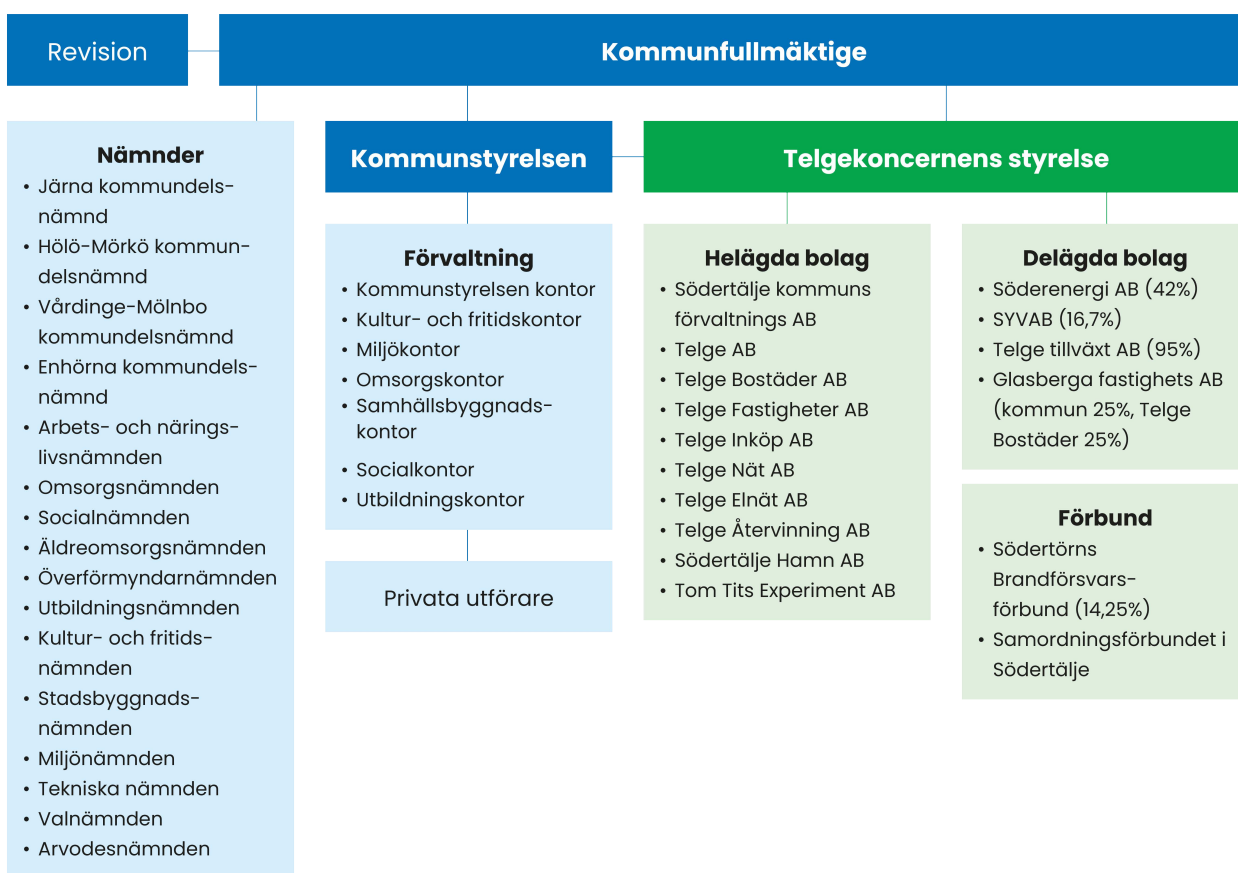 Revision
Kommunfullmäktige
Nämnder
• Järna kommundels-
nämnd
• Hölö-Mörkö kommun-
delsnämnd
• Vårdinge-Mölnbo
kommundelsnämnd
• Enhörna kommundels-
nämnd
• Arbets- och närings-
livsnämnden
• Omsorgsnämnden
• Socialnämnden
• Äldreomsorgsnämnden
• Överförmyndarnämnden
• Utbildningsnämnden
• Kultur- och fritids-
nämnden
• Stadsbyggnads-
nämnden
• Miljönämnden
• Tekniska nämnden
• Valnämnden
• Arvodesnämnden
Kommunstyrelsen
Förvaltning
• Kommunstyrelsen kontor
• Kultur- och fritidskontor
• Miljökontor
• Omsorgskontor
• Samhällsbyggnads-
kontor
• Socialkontor
• Utbildningskontor
Privata utförare
Telgekoncernens styrelse
Helägda bolag
• Södertälje kommuns
förvaltnings AB
• Telge AB
• Telge Bostäder AB
• Telge Fastigheter AB
• Telge Inköp AB
• Telge Nät AB
• Telge Elnät AB
• Telge Återvinning AB
• Södertälje Hamn AB
• Tom Tits Experiment AB
Delägda bolag
• Söderenergi AB (42%)
• SYVAB (16,7%)
• Telge tillväxt AB (95%)
• Glasberga fastighets AB
(kommun 25%, Telge
Bostäder 25%)
Förbund
• Södertörns
Brandförsvars-
förbund (14,25%)
• Samordningsförbundet i
Södertälje